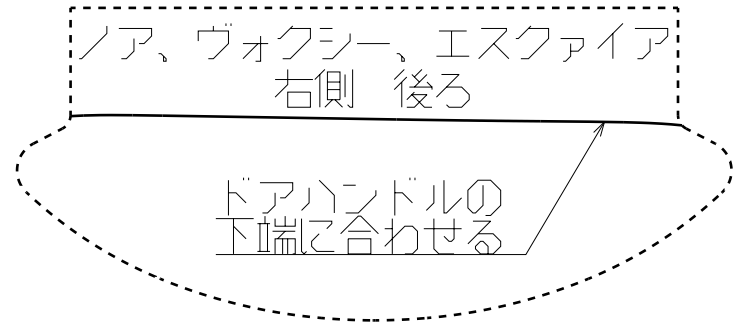 ノア、ヴォクシー、エスクァイア
右側　後ろ
ドアハンドルの
下端に合わせる